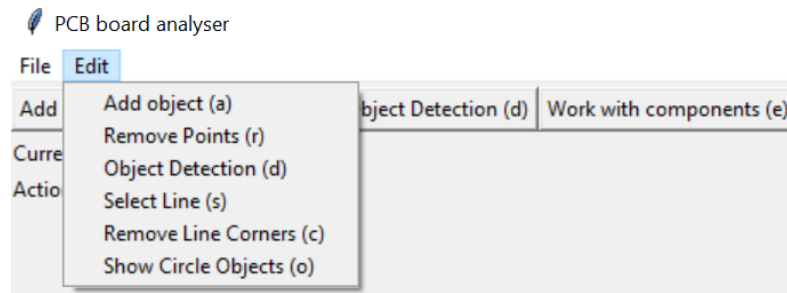 PCB board analyser
File Edit
Add object (a)
Remove Points (r)
Object Detection (d)
Select Line (s)
Remove Line Corners (c)
Show Circle Objects (o)
Add
Detection (d)
Work with components (e)